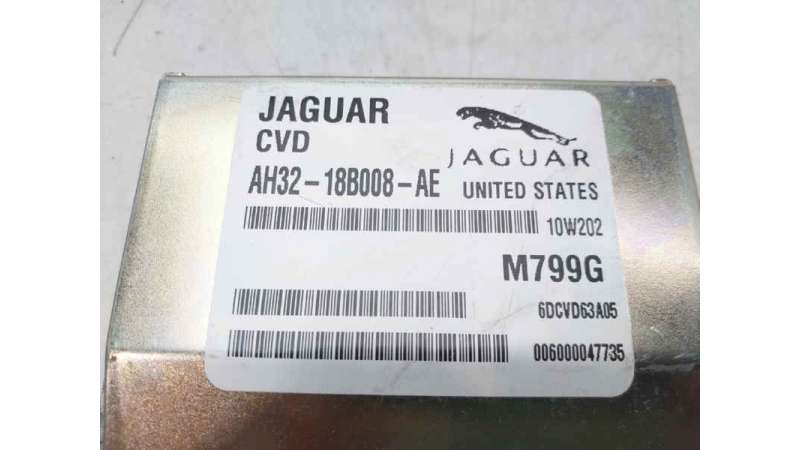 JAGUAR
CVD
JAGUAR
AH32-18B008-AE
UNITED STATES
10W202
M799G
6DCVD63A05
006000047735